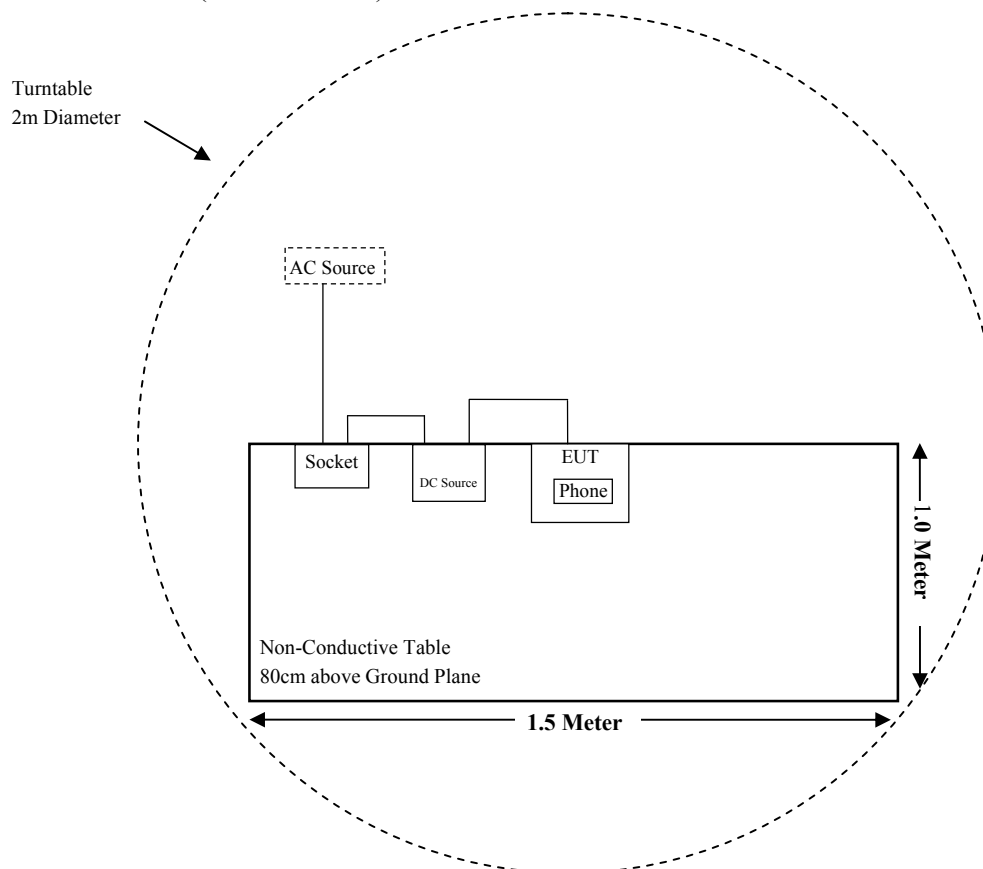 Turntable
2m Diameter
AC Source
Socket
DC Source
EUT
Phone
1.0 Meter
Non-Conductive Table
80cm above Ground Plane
1.5 Meter